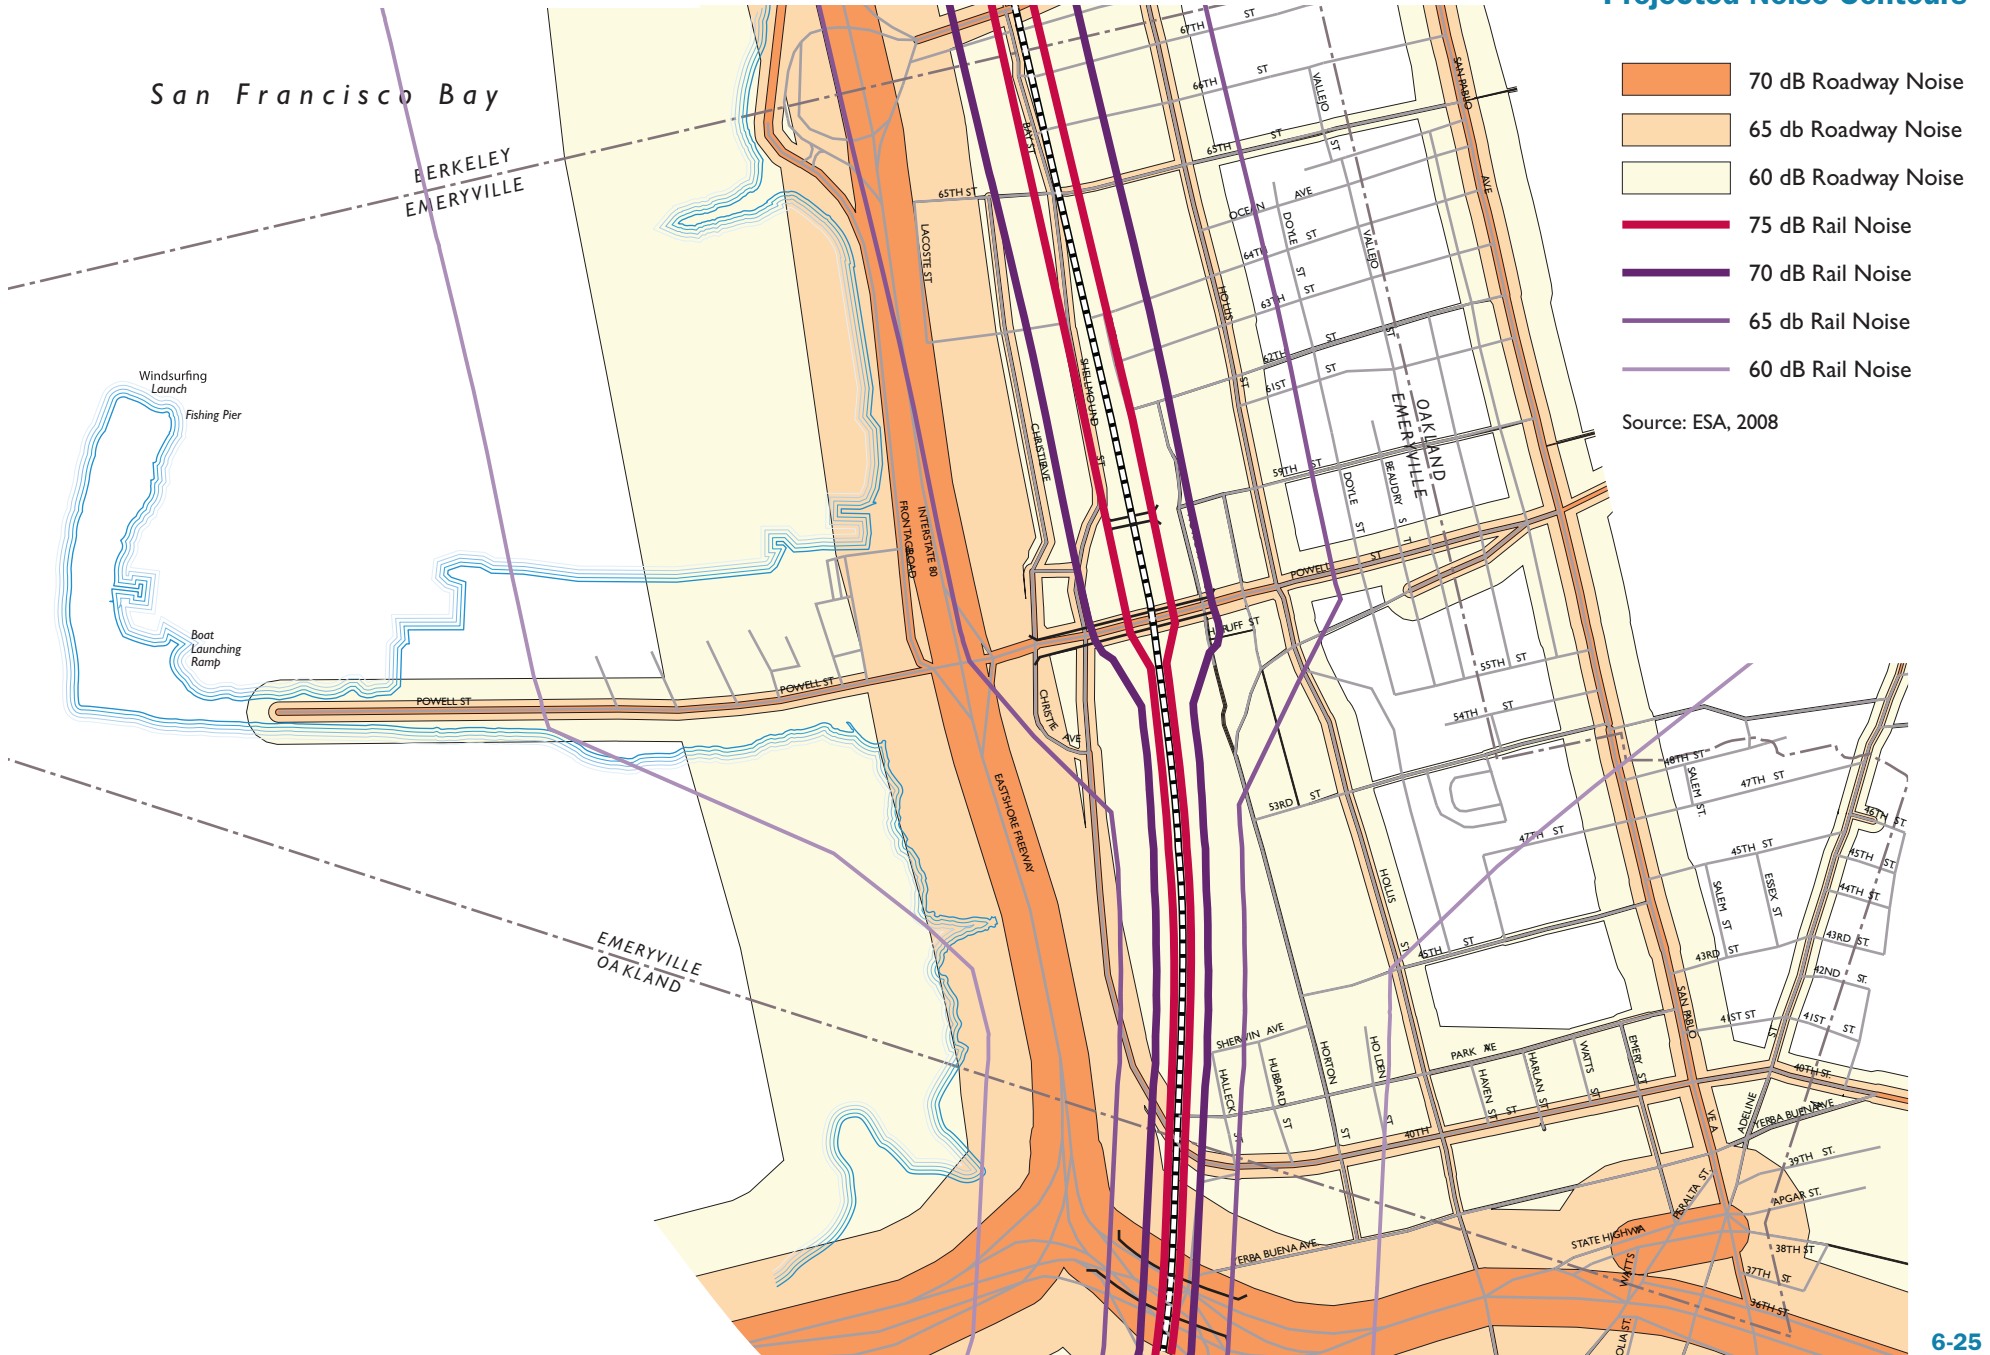 Projected Noise Contours
70 dB Roadway Noise
65 db Roadway Noise
60 dB Roadway Noise
75 dB Rail Noise
70 dB Rail Noise
65 db Rail Noise
60 dB Rail Noise
Source: ESA, 2008
San Francisco Bay
BERKELEY
EMERYVILLE
Windsurfing
Launch
Fishing Pier
Boat
Launching
Ramp
EMERYVILLE
OAKLAND
OAKLAND
EMERYVILLE
67TH ST
66TH ST
VALLEJO ST
SAN PABLO AVE
BAY ST
65TH ST
65TH ST
LACOSTE ST
OCEAN AVE
DOYLE ST
64TH ST
VALLEJO ST
63TH ST
HOLLIS ST
62TH ST
61ST ST
SHELLMOUND ST
CHRISTIE AVE
59TH ST
DOYLE ST
BEAUDRY ST
FRONTAGE ROAD
INTERSTATE 80
POWELL ST
POWELL ST
POWELL ST
55TH ST
54TH ST
CHRISTIE AVE
53RD ST
48TH ST
SALEM ST.
47TH ST
47TH ST
46TH ST.
EASTSHORE FREEWAY
45TH ST
45TH ST.
44TH ST.
SALEM ST
ESSEX ST
HOLLIS ST
45TH ST
43RD ST
43RD ST.
42ND ST.
SAN PABLO AVE
41ST ST
41ST ST.
SHERWIN AVE
HALLECK ST
HUBBARD ST
HORTON ST
HOLDEN ST
PARK AVE
HAVEN ST
HARLAN ST
WATTS ST
EMERY ST
40TH ST
40TH ST.
ADELINE ST
YERBA BUENA AVE
39TH ST.
PERALTA ST.
APGAR ST.
YERBA BUENA AVE.
STATE HIGHWA
WATTS
38TH ST
37TH ST
36TH ST.
OLIA ST.
6-25